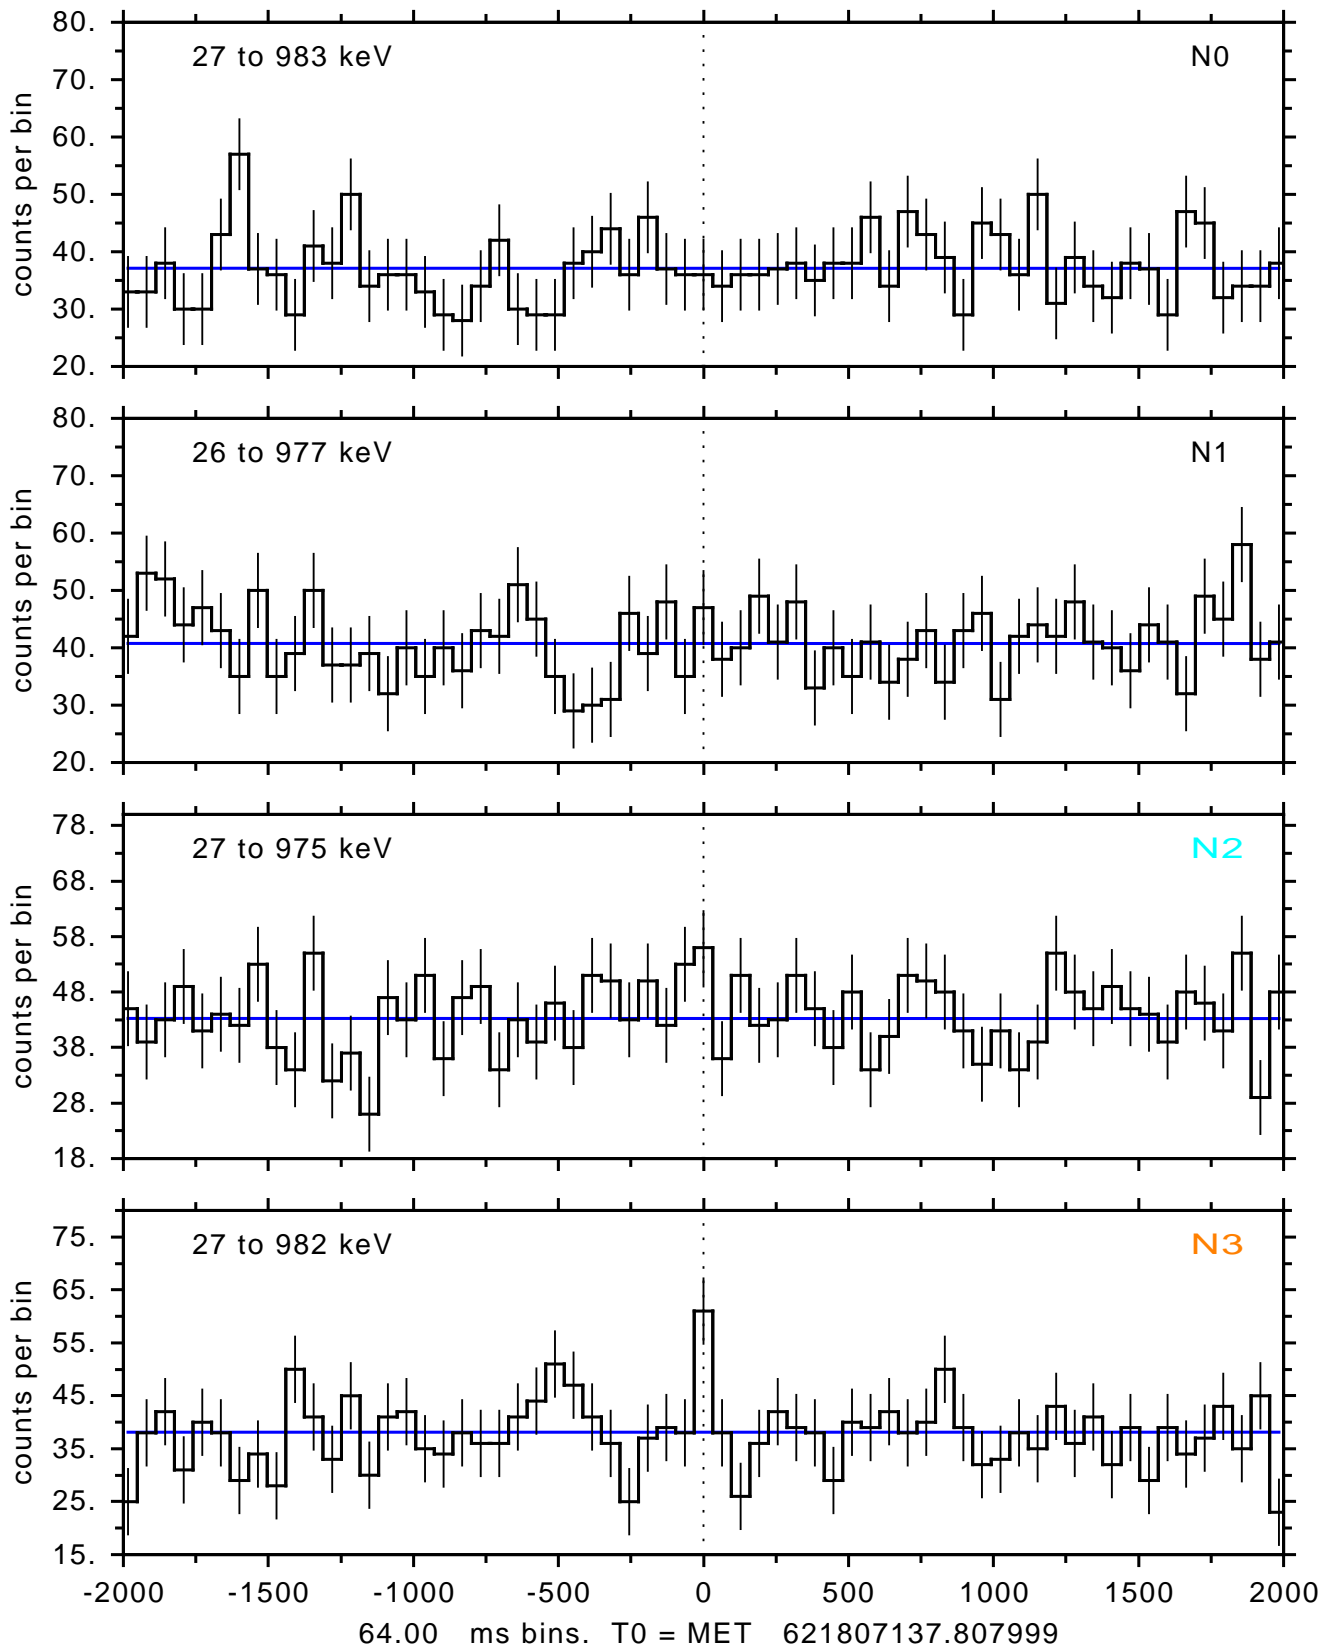 80.
70.
60.
50.
40.
30.
20.
counts per bin
27 to 983 keV
N0
80.
70.
60.
50.
40.
30.
20.
counts per bin
26 to 977 keV
N1
78.
68.
58.
48.
38.
28.
18.
counts per bin
27 to 975 keV
N2
75.
65.
55.
45.
35.
25.
15.
counts per bin
27 to 982 keV
N3
-2000 -1500 -1000 -500 0 500 1000 1500 2000
64.00 ms bins. T0 = MET 621807137.807999